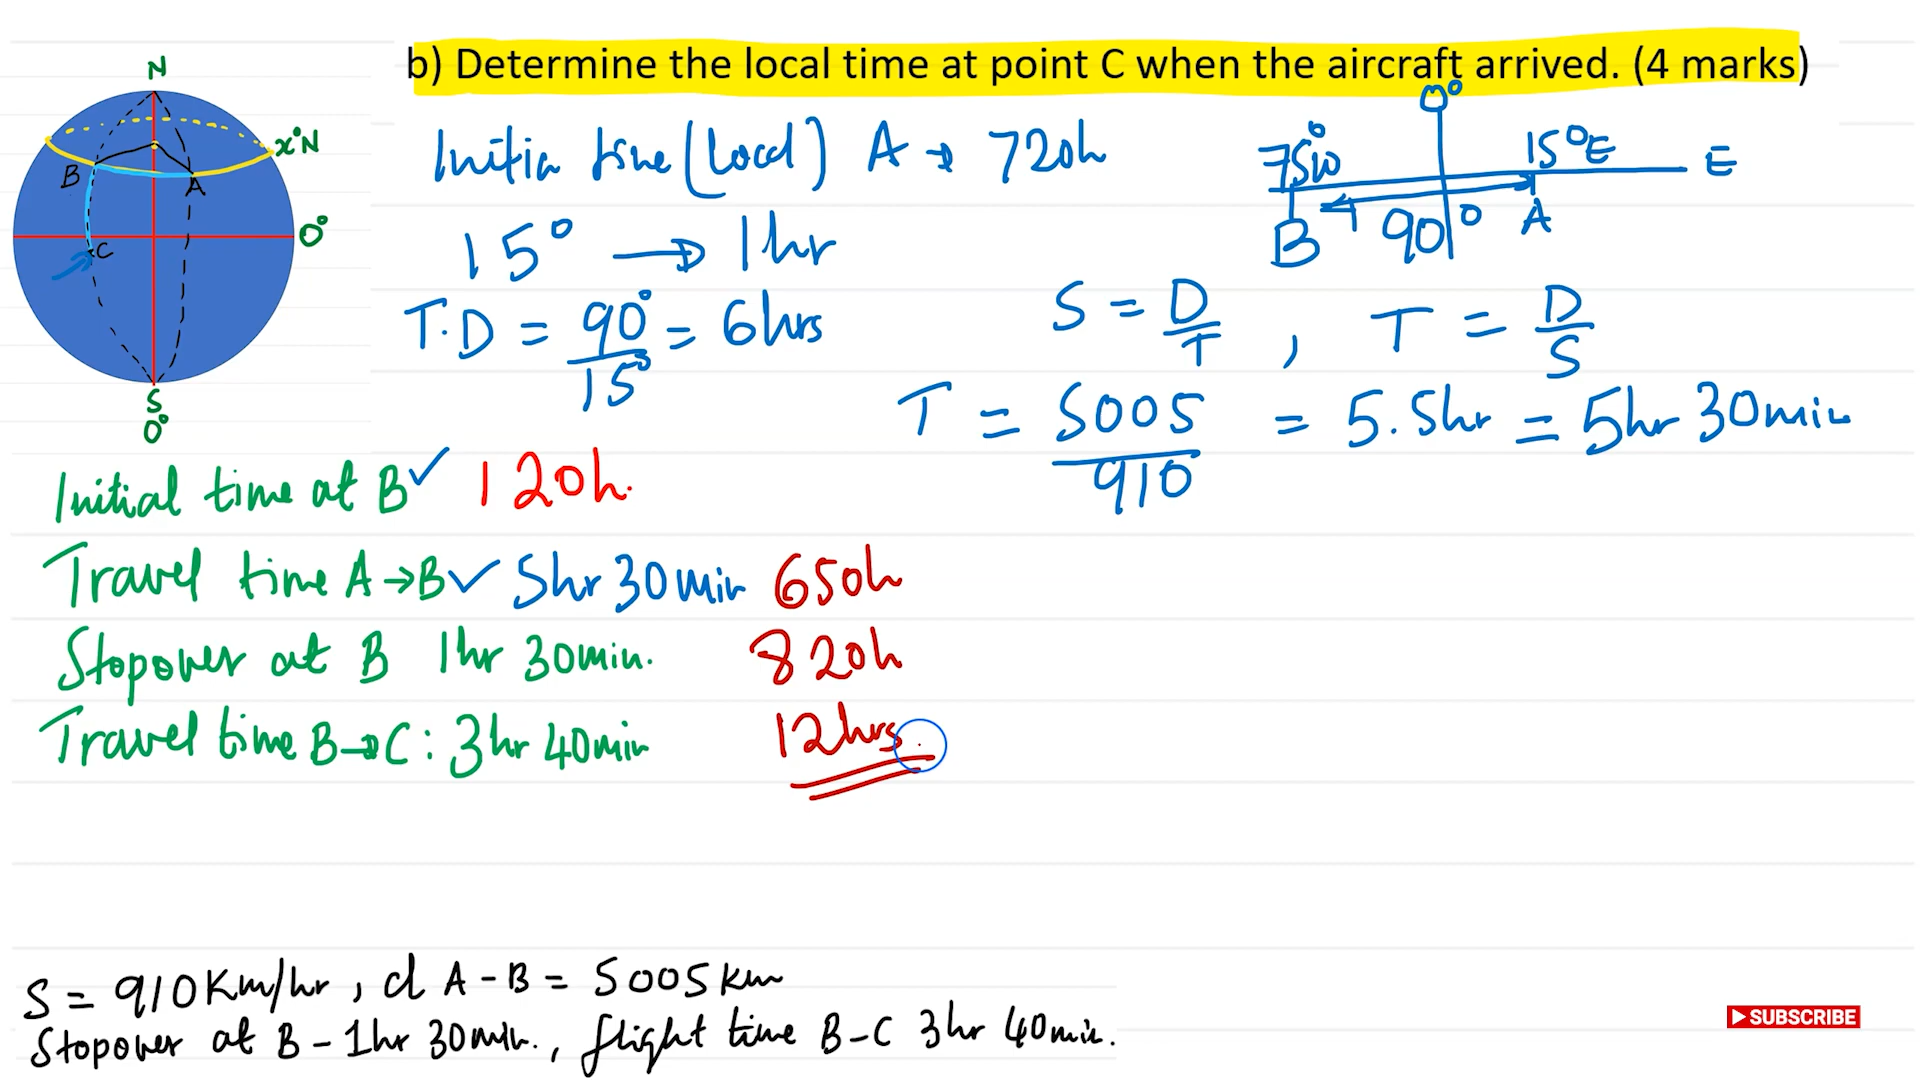 b) Determine the local time at point C when the aircraft arrived. (4 marks)
N
x°N
B
A
C
0°
S
0°
Initia time (Local) A → 720h
15° → 1hr
T.D = 90°/15° = 6hrs
0°
75°W
15°E
E
B
90°
A
S = D/T , T = D/S
T = 5005/910 = 5.5hr = 5hr 30min
Initial time at B ✓ 120h.
Travel time A→B ✓ 5hr 30min 650h
Stopover at B 1hr 30min. 820h
Travel time B→C: 3hr 40min 12hrs.
S = 910Km/hr, d A-B = 5005km
Stopover at B - 1hr 30min., flight time B-C 3hr 40min.
SUBSCRIBE